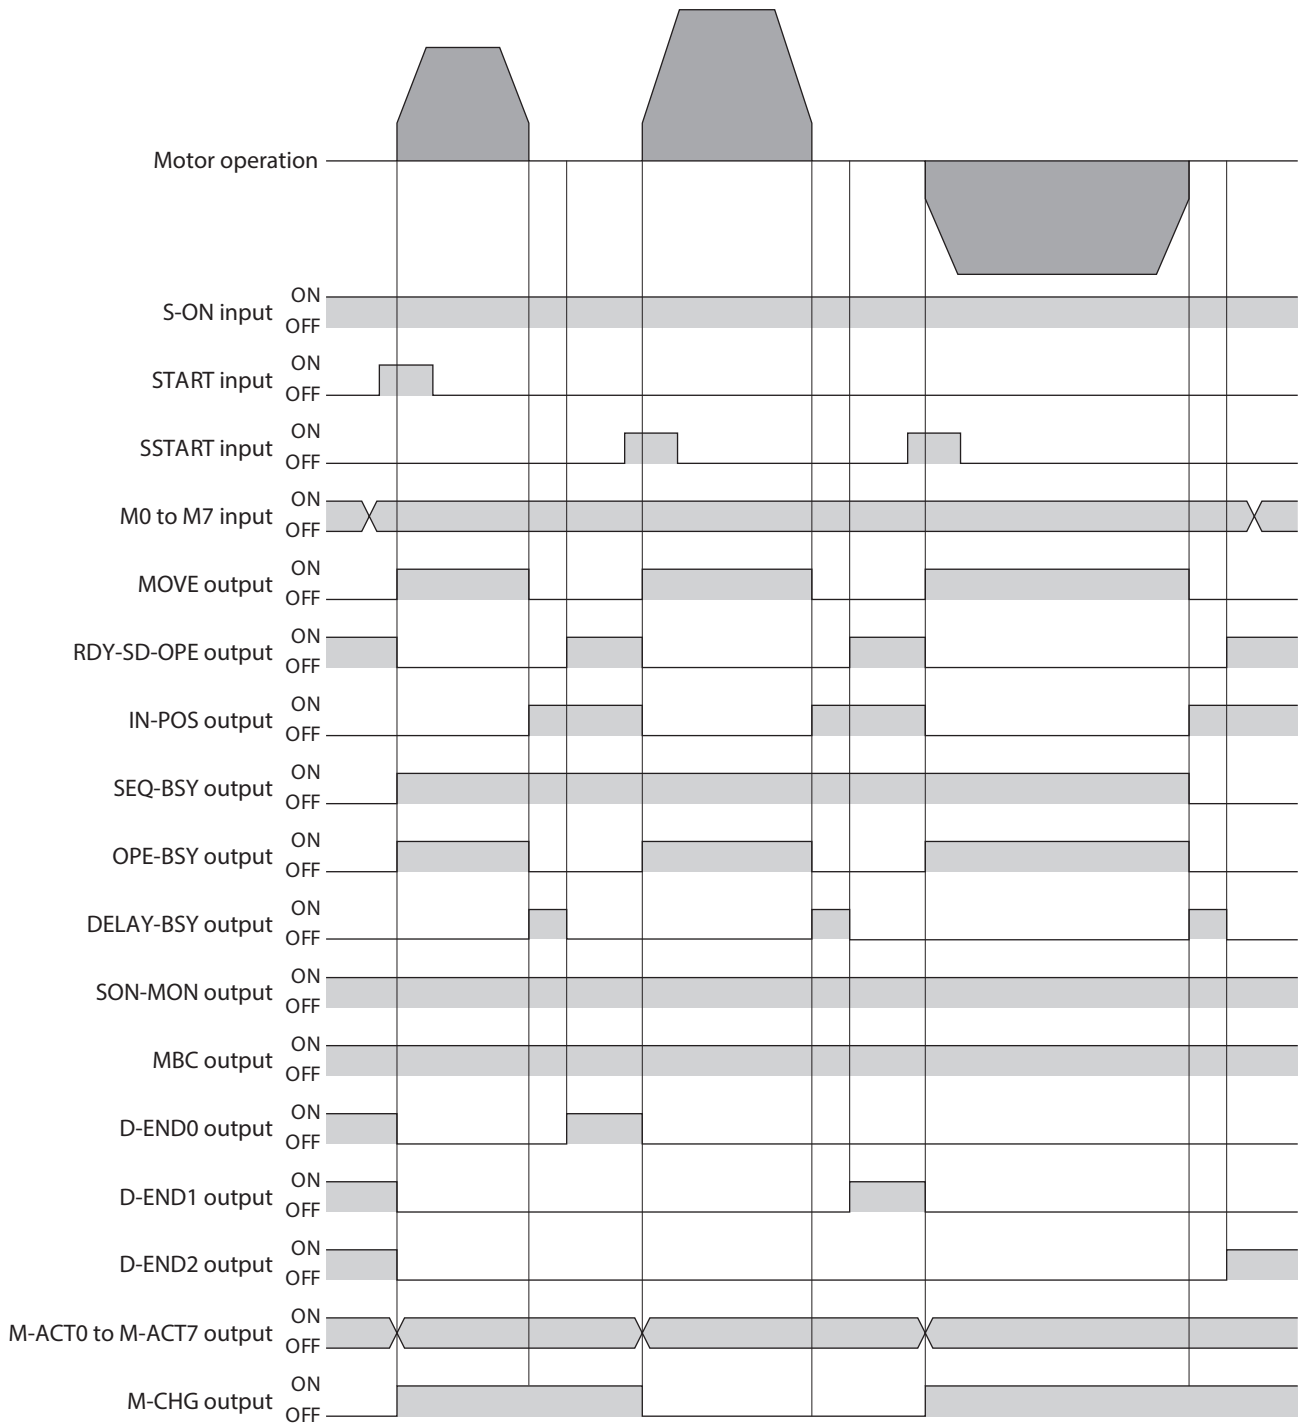 Motor operation
S-ON input ON OFF
START input ON OFF
SSTART input ON OFF
M0 to M7 input ON OFF
MOVE output ON OFF
RDY-SD-OPE output ON OFF
IN-POS output ON OFF
SEQ-BSY output ON OFF
OPE-BSY output ON OFF
DELAY-BSY output ON OFF
SON-MON output ON OFF
MBC output ON OFF
D-END0 output ON OFF
D-END1 output ON OFF
D-END2 output ON OFF
M-ACT0 to M-ACT7 output ON OFF
M-CHG output ON OFF